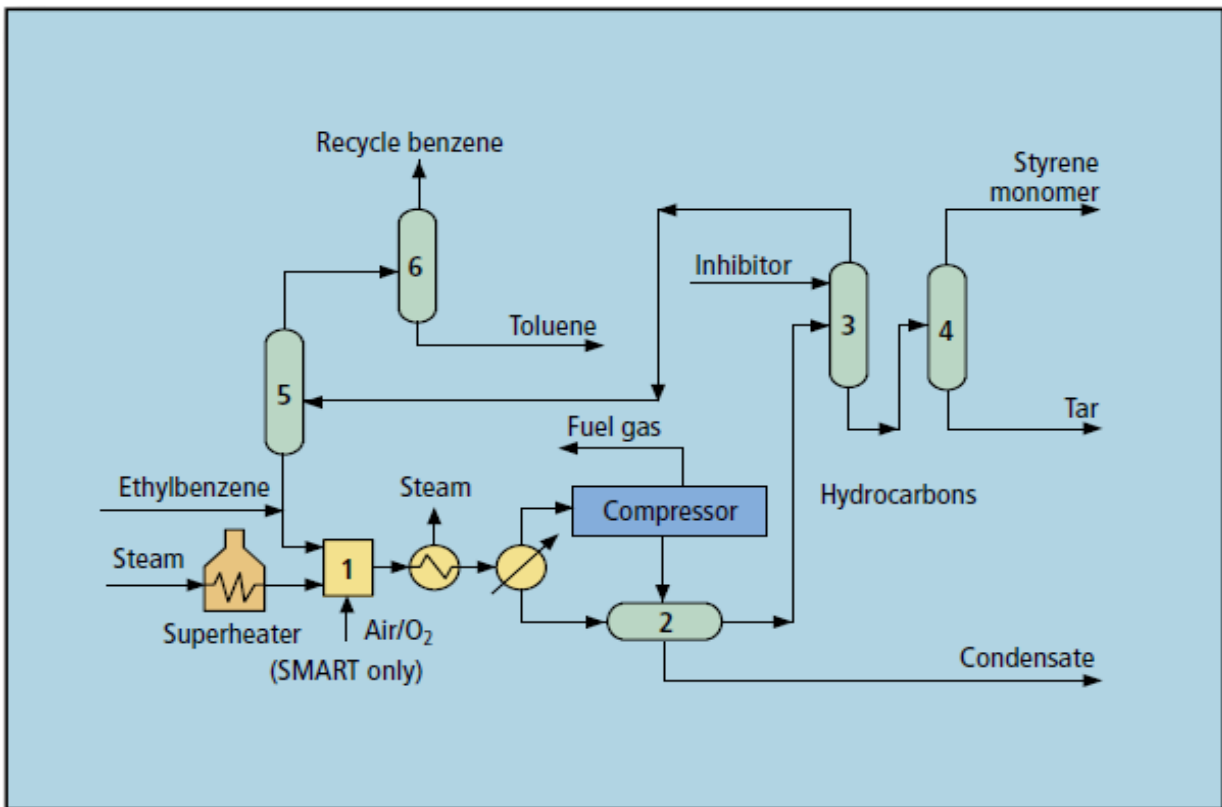 Recycle benzene
Styrene
monomer
6
Inhibitor
3
4
Toluene
5
Tar
Fuel gas
Ethylbenzene
Steam
Compressor
Hydrocarbons
Steam
1
2
Superheater
Air/O₂
(SMART only)
Condensate